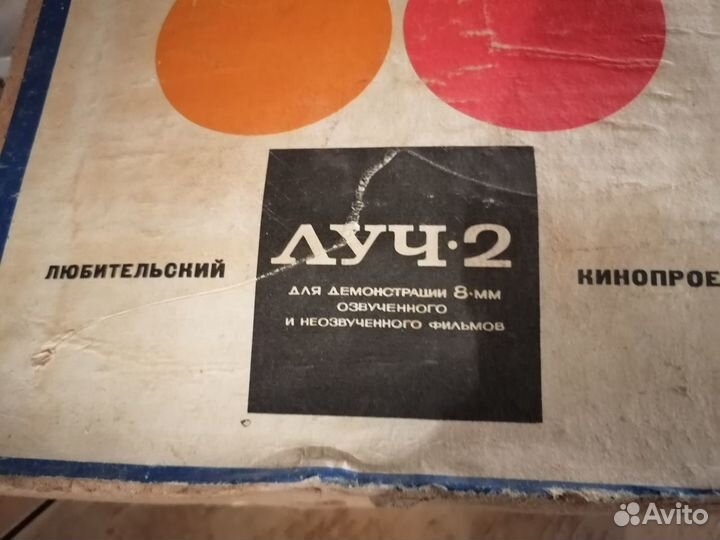 ЛУЧ·2
ЛЮБИТЕЛЬСКИЙ
КИНОПРОЕ
ДЛЯ ДЕМОНСТРАЦИИ 8-ММ
ОЗВУЧЕННОГО
И НЕОЗВУЧЕННОГО ФИЛЬМОВ
Avito